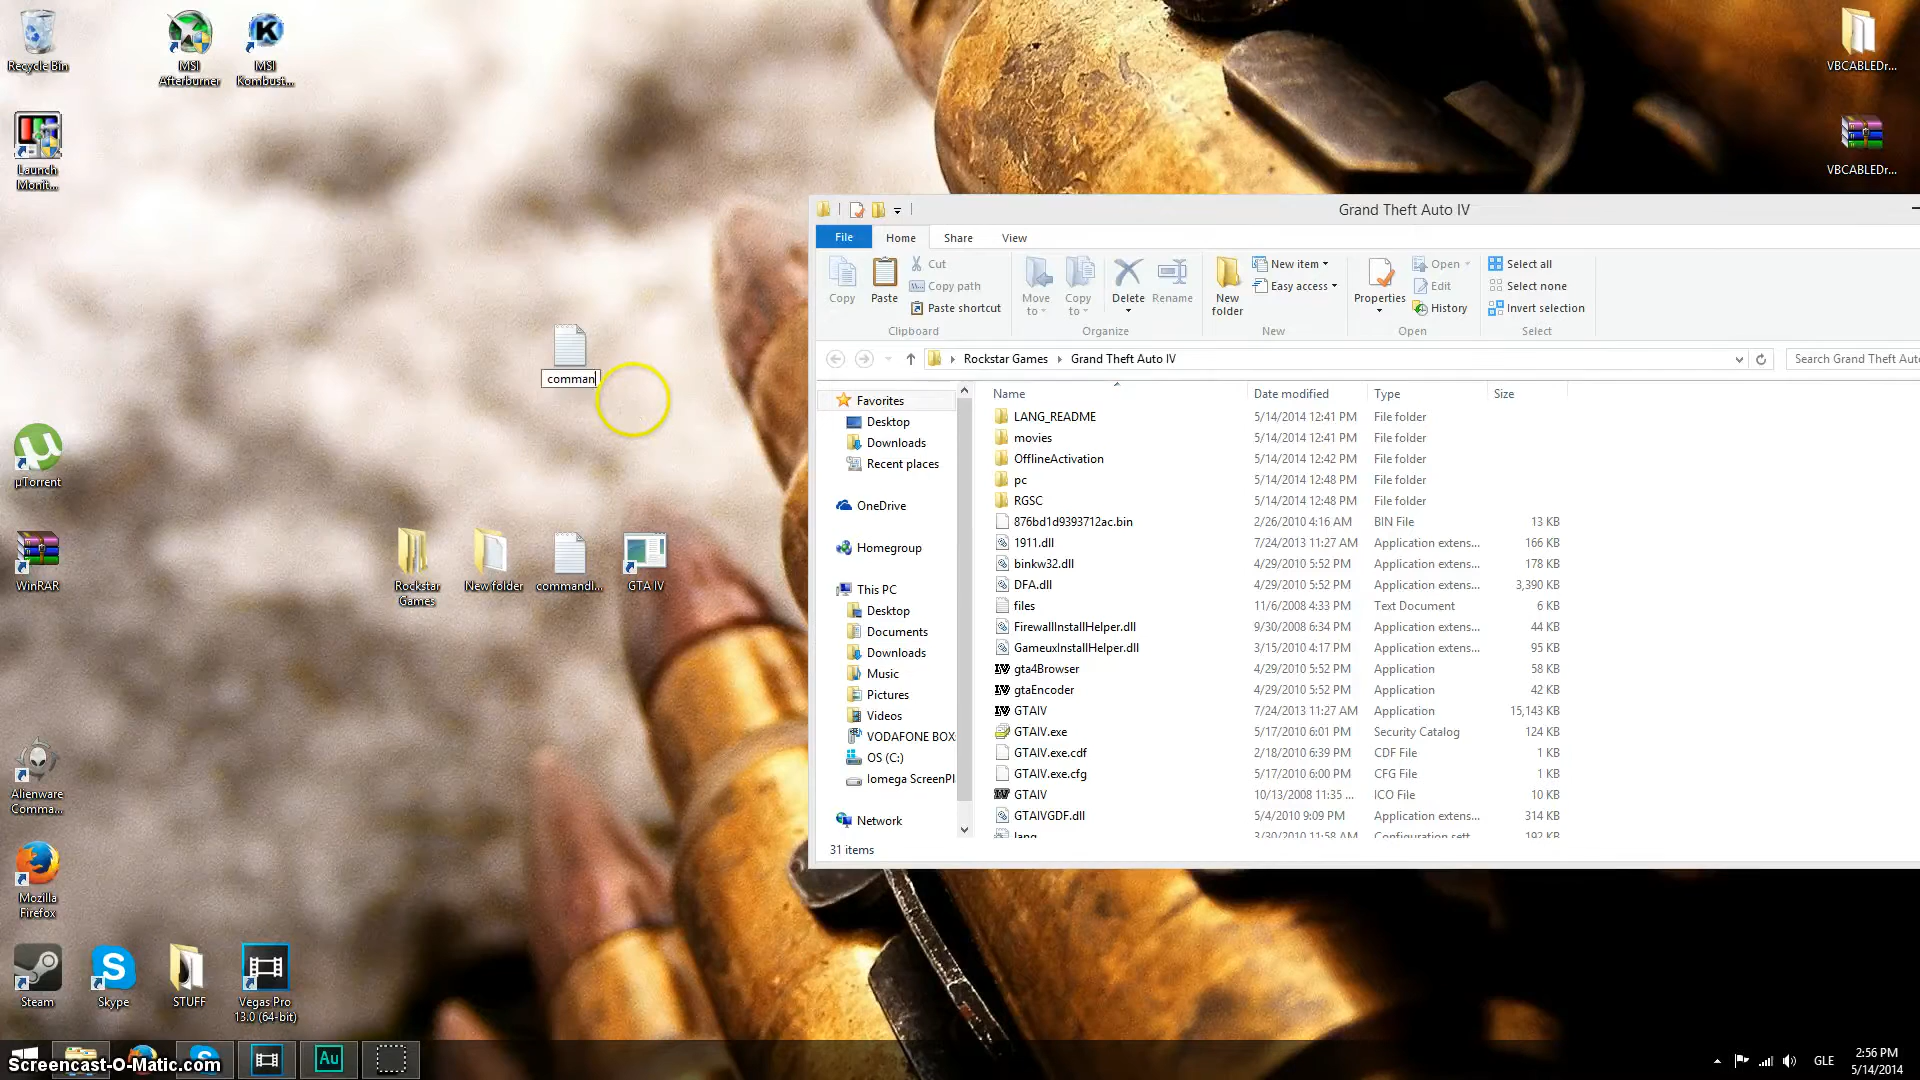 Recycle Bin
MSI
Afterburner
MSI
Kombust...
Launch
Monit...
µTorrent
WinRAR
Alienware
Comma...
Mozilla
Firefox
Steam
Skype
STUFF
Vegas Pro
13.0 (64-bit)
VBCABLEDr...
VBCABLEDr...
comman
Rockstar
Games
New folder
commandl...
GTA IV
Grand Theft Auto IV
File
Home
Share
View
Copy
Paste
Cut
Copy path
Paste shortcut
Clipboard
Move
to
Copy
to
Delete
Rename
Organize
New
folder
New item
Easy access
New
Properties
Open
Edit
History
Open
Select all
Select none
Invert selection
Select
Rockstar Games
Grand Theft Auto IV
Search Grand Theft Auto
Favorites
Desktop
Downloads
Recent places
OneDrive
Homegroup
This PC
Desktop
Documents
Downloads
Music
Pictures
Videos
VODAFONE BOX
OS (C:)
Iomega ScreenPl
Network
Name Date modified Type Size
LANG_README 5/14/2014 12:41 PM File folder
movies 5/14/2014 12:41 PM File folder
OfflineActivation 5/14/2014 12:42 PM File folder
pc 5/14/2014 12:48 PM File folder
RGSC 5/14/2014 12:48 PM File folder
876bd1d9393712ac.bin 2/26/2010 4:16 AM BIN File 13 KB
1911.dll 7/24/2013 11:27 AM Application extens... 166 KB
binkw32.dll 4/29/2010 5:52 PM Application extens... 178 KB
DFA.dll 4/29/2010 5:52 PM Application extens... 3,390 KB
files 11/6/2008 4:33 PM Text Document 6 KB
FirewallInstallHelper.dll 9/30/2008 6:34 PM Application extens... 44 KB
GameuxInstallHelper.dll 3/15/2010 4:17 PM Application extens... 95 KB
gta4Browser 4/29/2010 5:52 PM Application 58 KB
gtaEncoder 4/29/2010 5:52 PM Application 42 KB
GTAIV 7/24/2013 11:27 AM Application 15,143 KB
GTAIV.exe 5/17/2010 6:01 PM Security Catalog 124 KB
GTAIV.exe.cdf 2/18/2010 6:39 PM CDF File 1 KB
GTAIV.exe.cfg 5/17/2010 6:00 PM CFG File 1 KB
GTAIV 10/13/2008 11:35 ... ICO File 10 KB
GTAIVGDF.dll 5/4/2010 9:09 PM Application extens... 314 KB
lang 3/30/2010 11:58 AM Configuration sett... 192 KB
31 items
Screencast-O-Matic.com
Au
GLE
2:56 PM
5/14/2014